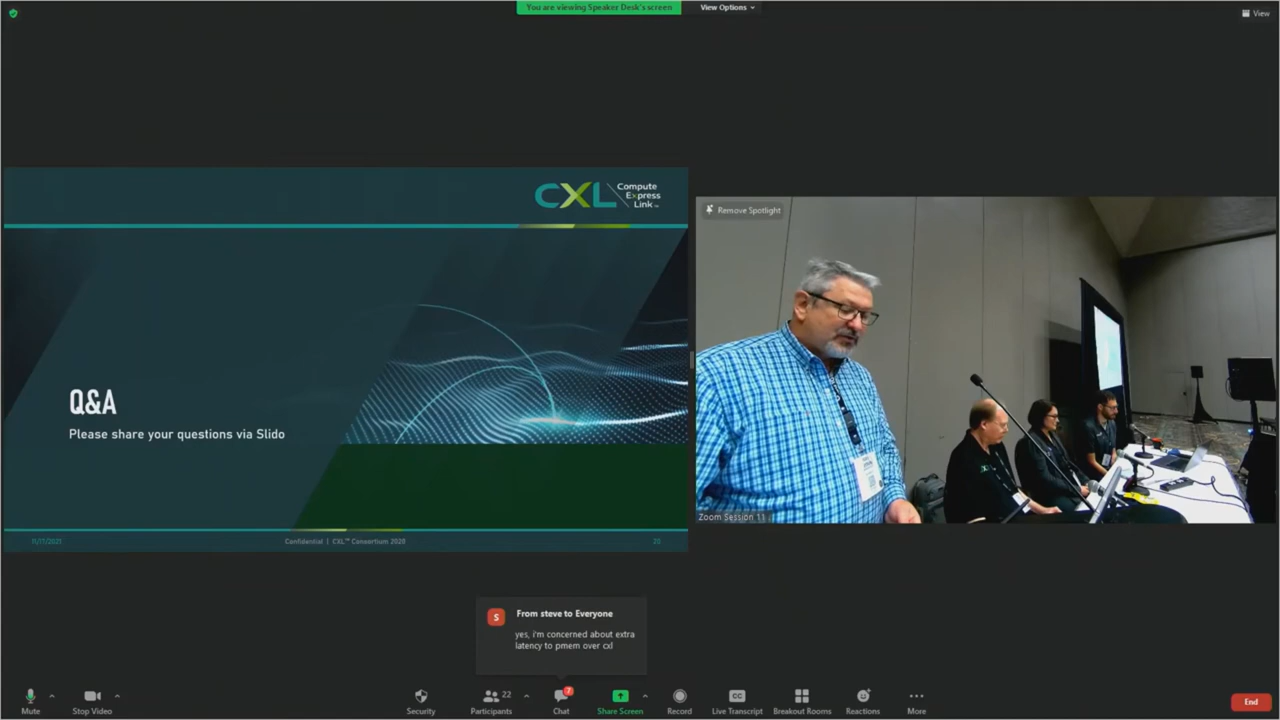 You are viewing Speaker Desk's screen
View Options
View
CXL
Compute
Express
Link™
Q&A
Please share your questions via Slido
11/17/2021
Confidential | CXL™ Consortium 2020
Remove Spotlight
Zoom Session 11
S
From steve to Everyone
yes, i'm concerned about extra
latency to pmem over cxl
Mute
Stop Video
Security
22
Participants
7
Chat
Share Screen
Record
CC
Live Transcript
Breakout Rooms
Reactions
More
End